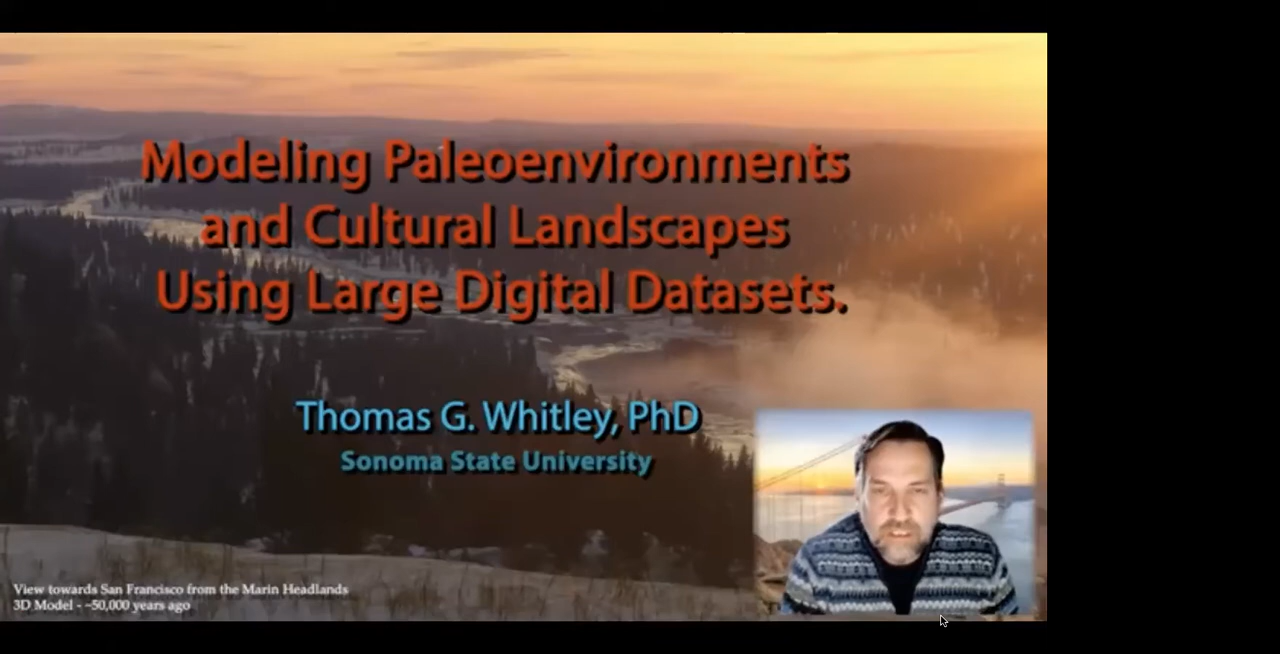 Modeling Paleoenvironments
and Cultural Landscapes
Using Large Digital Datasets.
Thomas G. Whitley, PhD
Sonoma State University
View towards San Francisco from the Marin Headlands
3D Model - ~50,000 years ago